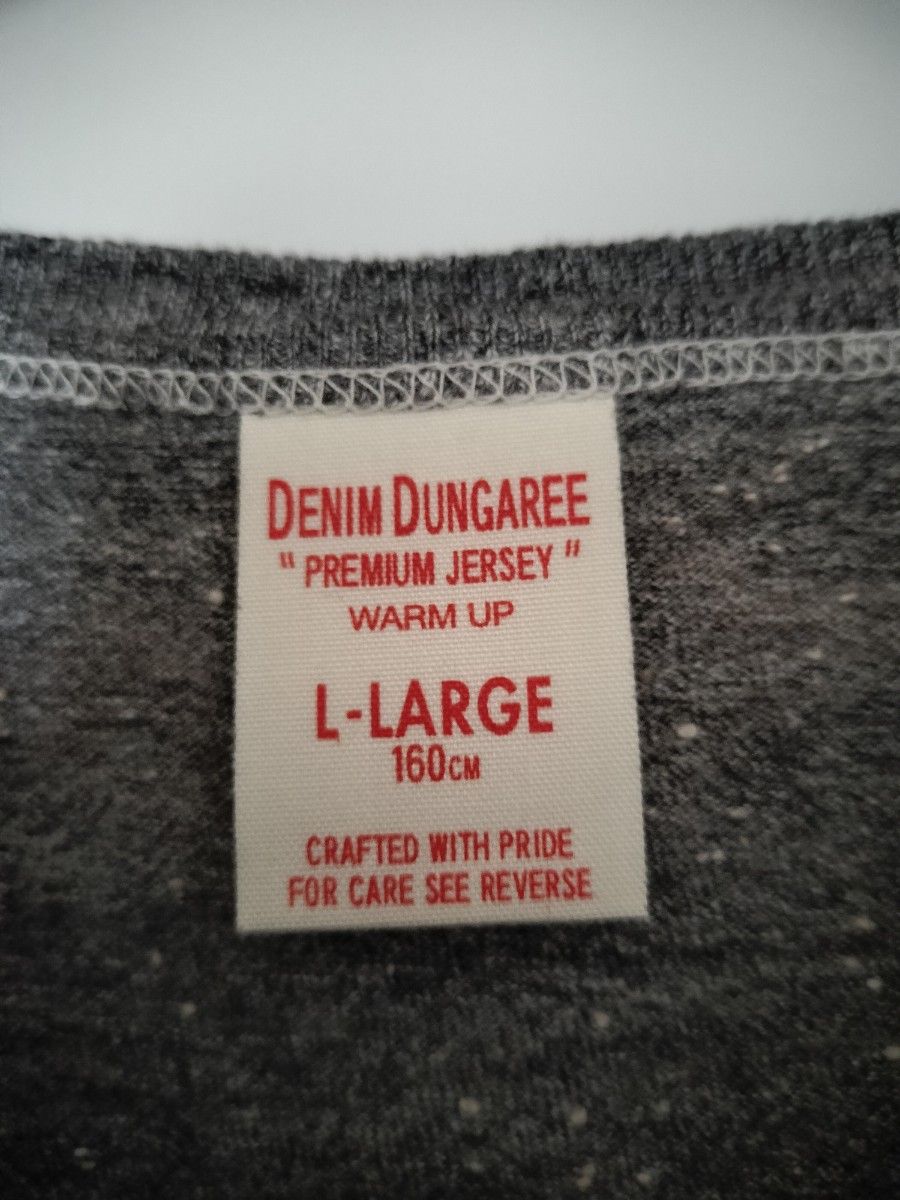 DENIM DUNGAREE
" PREMIUM JERSEY "
WARM UP
L-LARGE
160CM
CRAFTED WITH PRIDE
FOR CARE SEE REVERSE